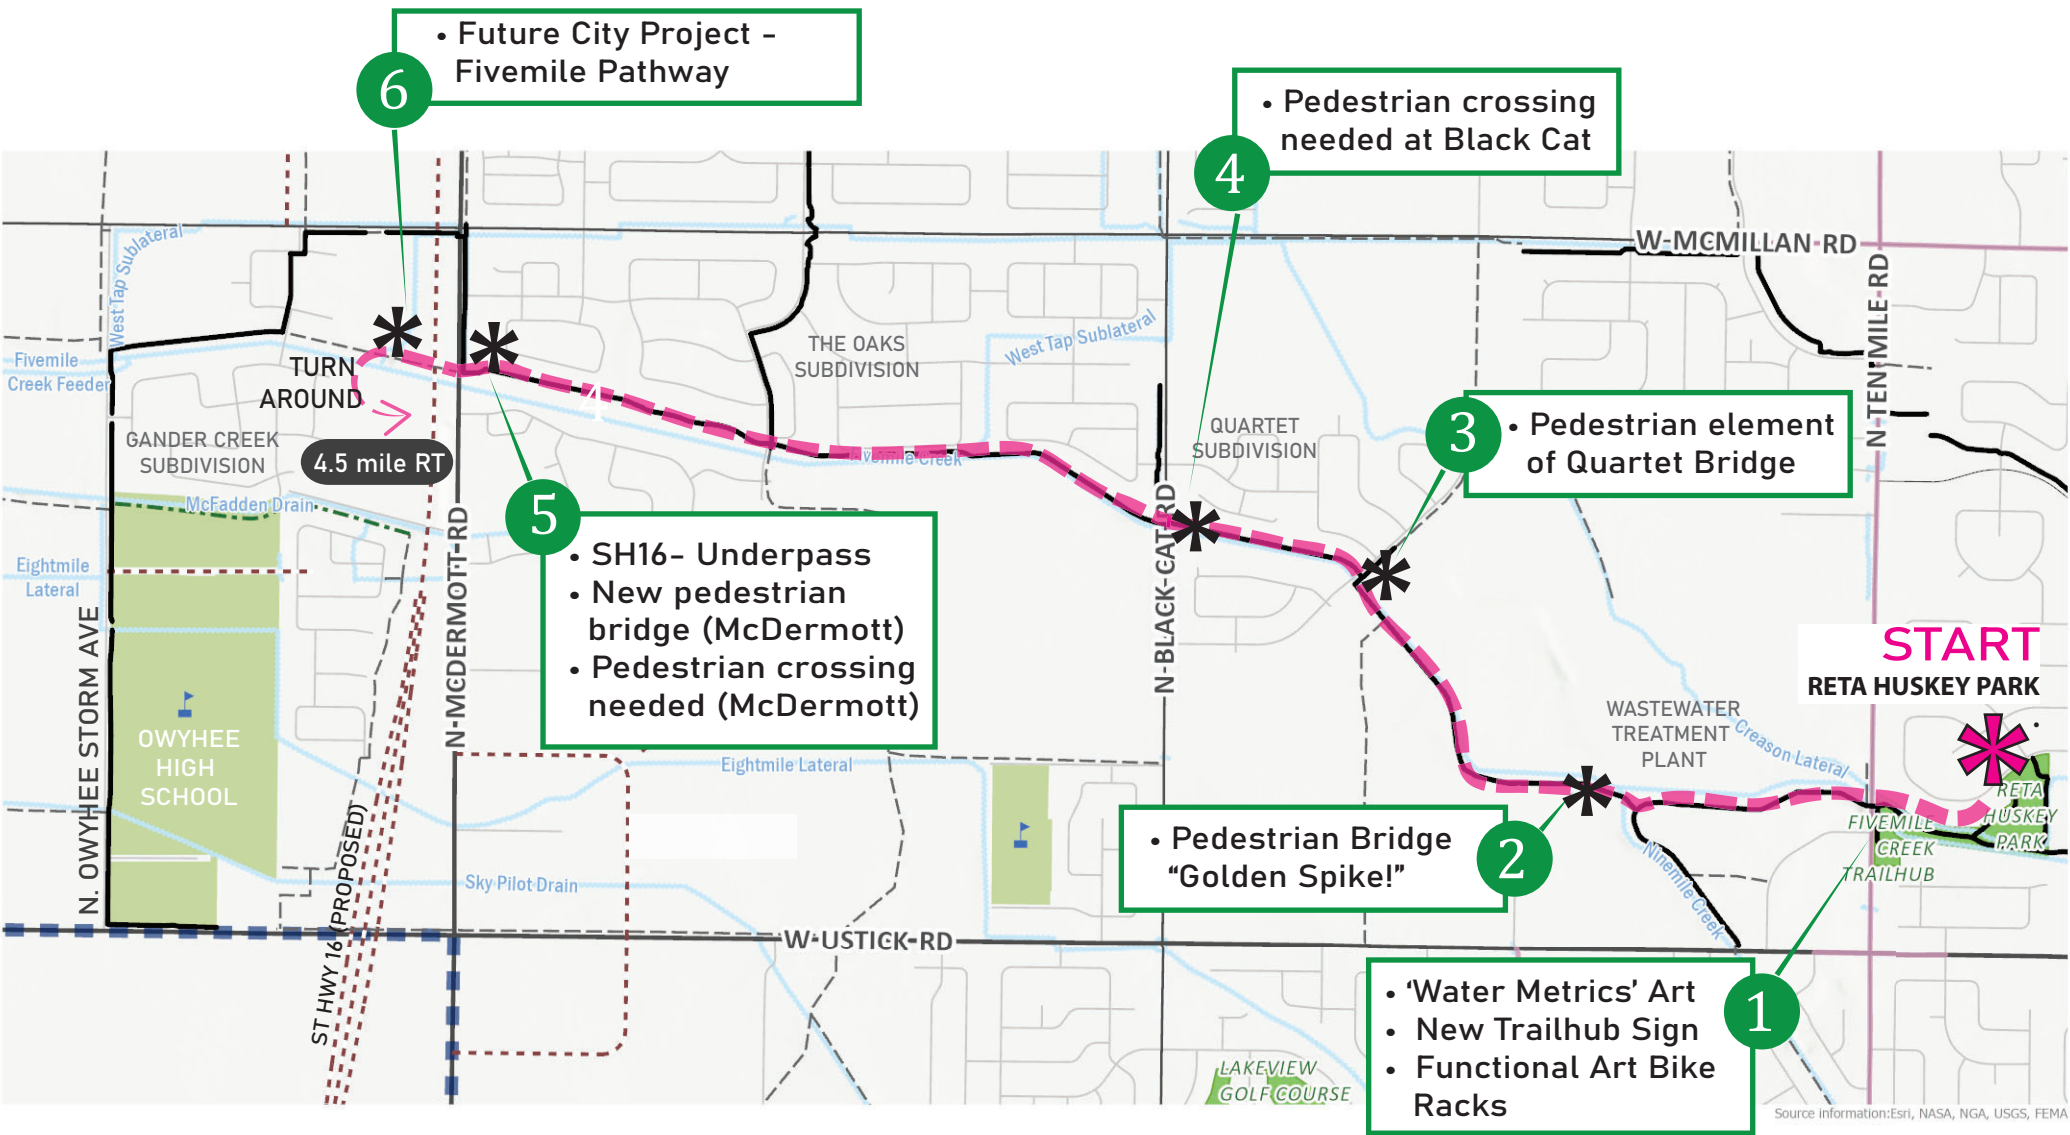 • Future City Project -
Fivemile Pathway
6
• Pedestrian crossing
needed at Black Cat
4
W MCMILLAN RD
West Tap Sublateral
N TEN MILE RD
Fivemile
Creek Feeder
TURN
AROUND
4
THE OAKS
SUBDIVISION
West Tap Sublateral
QUARTET
SUBDIVISION
3
• Pedestrian element
of Quartet Bridge
GANDER CREEK
SUBDIVISION
4.5 mile RT
Fivemile Creek
McFadden Drain
N MCDERMOTT RD
N BLACK CAT RD
5
• SH16- Underpass
• New pedestrian
bridge (McDermott)
• Pedestrian crossing
needed (McDermott)
Eightmile
Lateral
N. OWYHEE STORM AVE
START
RETA HUSKEY PARK
OWYHEE
HIGH
SCHOOL
WASTEWATER
TREATMENT
PLANT
Creason Lateral
Eightmile Lateral
RETA
HUSKEY
PARK
FIVEMILE
CREEK
TRAILHUB
• Pedestrian Bridge
“Golden Spike!”
2
Ninemile Creek
Sky Pilot Drain
ST HWY 16 (PROPOSED)
W USTICK RD
1
• ‘Water Metrics’ Art
• New Trailhub Sign
• Functional Art Bike
Racks
LAKEVIEW
GOLF COURSE
Source information:Esri, NASA, NGA, USGS, FEMA